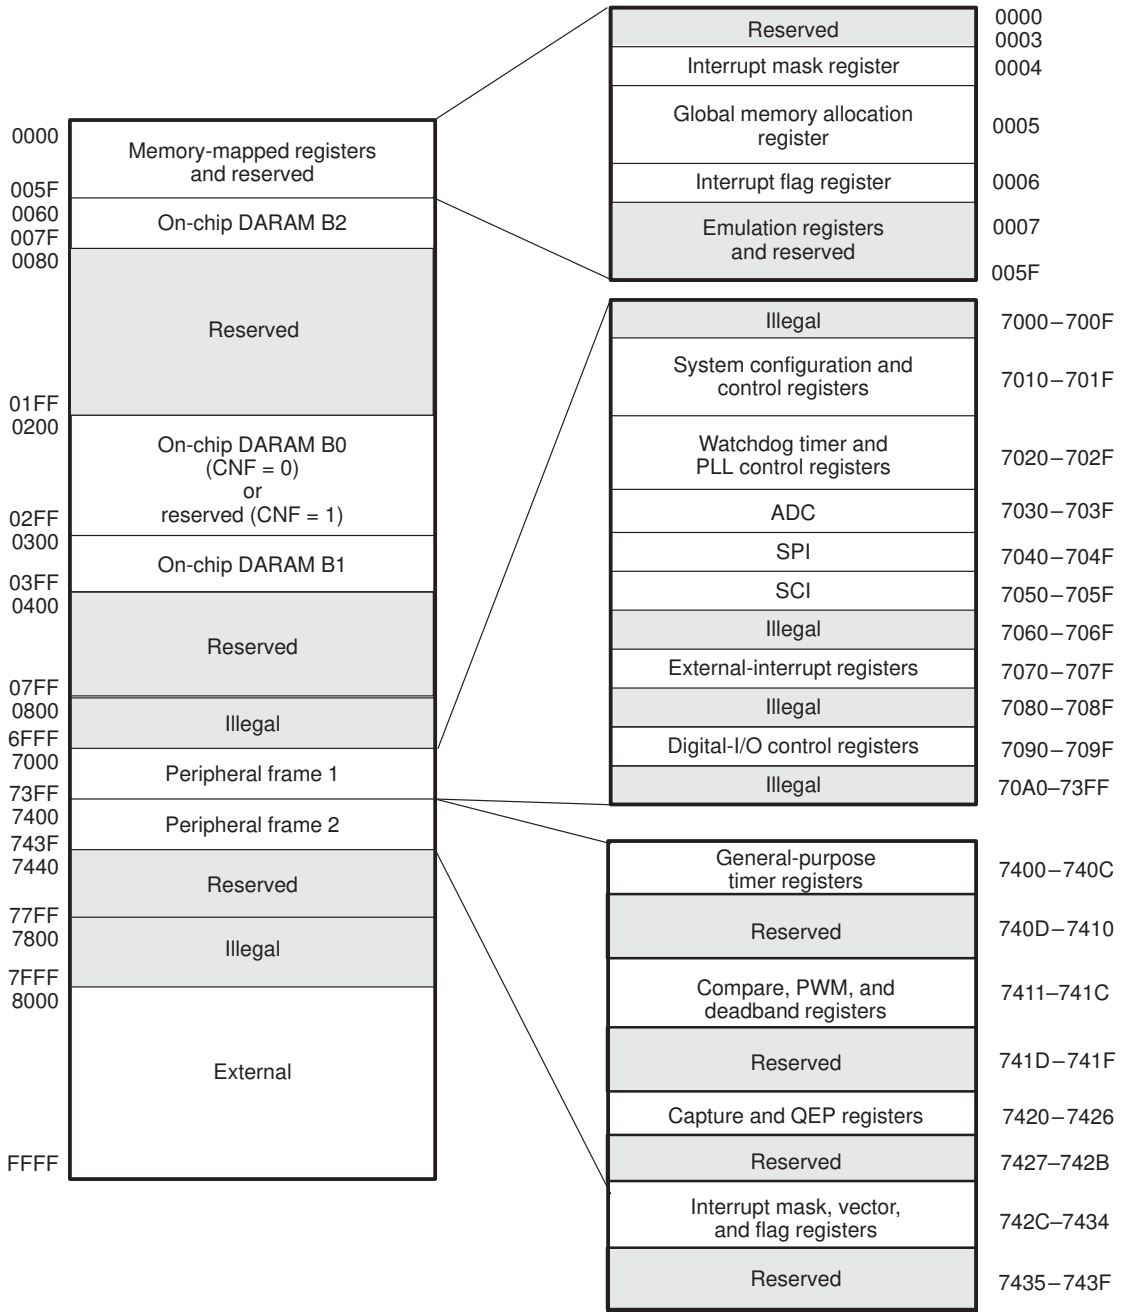 0000
Memory-mapped registers
and reserved
005F
0060
On-chip DARAM B2
007F
0080
Reserved
01FF
0200
On-chip DARAM B0
(CNF = 0)
or
reserved (CNF = 1)
02FF
0300
On-chip DARAM B1
03FF
0400
Reserved
07FF
0800
Illegal
6FFF
7000
Peripheral frame 1
73FF
7400
Peripheral frame 2
743F
7440
Reserved
77FF
7800
Illegal
7FFF
8000
External
FFFF
Reserved
0000
0003
Interrupt mask register
0004
Global memory allocation
register
0005
Interrupt flag register
0006
Emulation registers
and reserved
0007
005F
Illegal
7000–700F
System configuration and
control registers
7010–701F
Watchdog timer and
PLL control registers
7020–702F
ADC
7030–703F
SPI
7040–704F
SCI
7050–705F
Illegal
7060–706F
External-interrupt registers
7070–707F
Illegal
7080–708F
Digital-I/O control registers
7090–709F
Illegal
70A0–73FF
General-purpose
timer registers
7400–740C
Reserved
740D–7410
Compare, PWM, and
deadband registers
7411–741C
Reserved
741D–741F
Capture and QEP registers
7420–7426
Reserved
7427–742B
Interrupt mask, vector,
and flag registers
742C–7434
Reserved
7435–743F